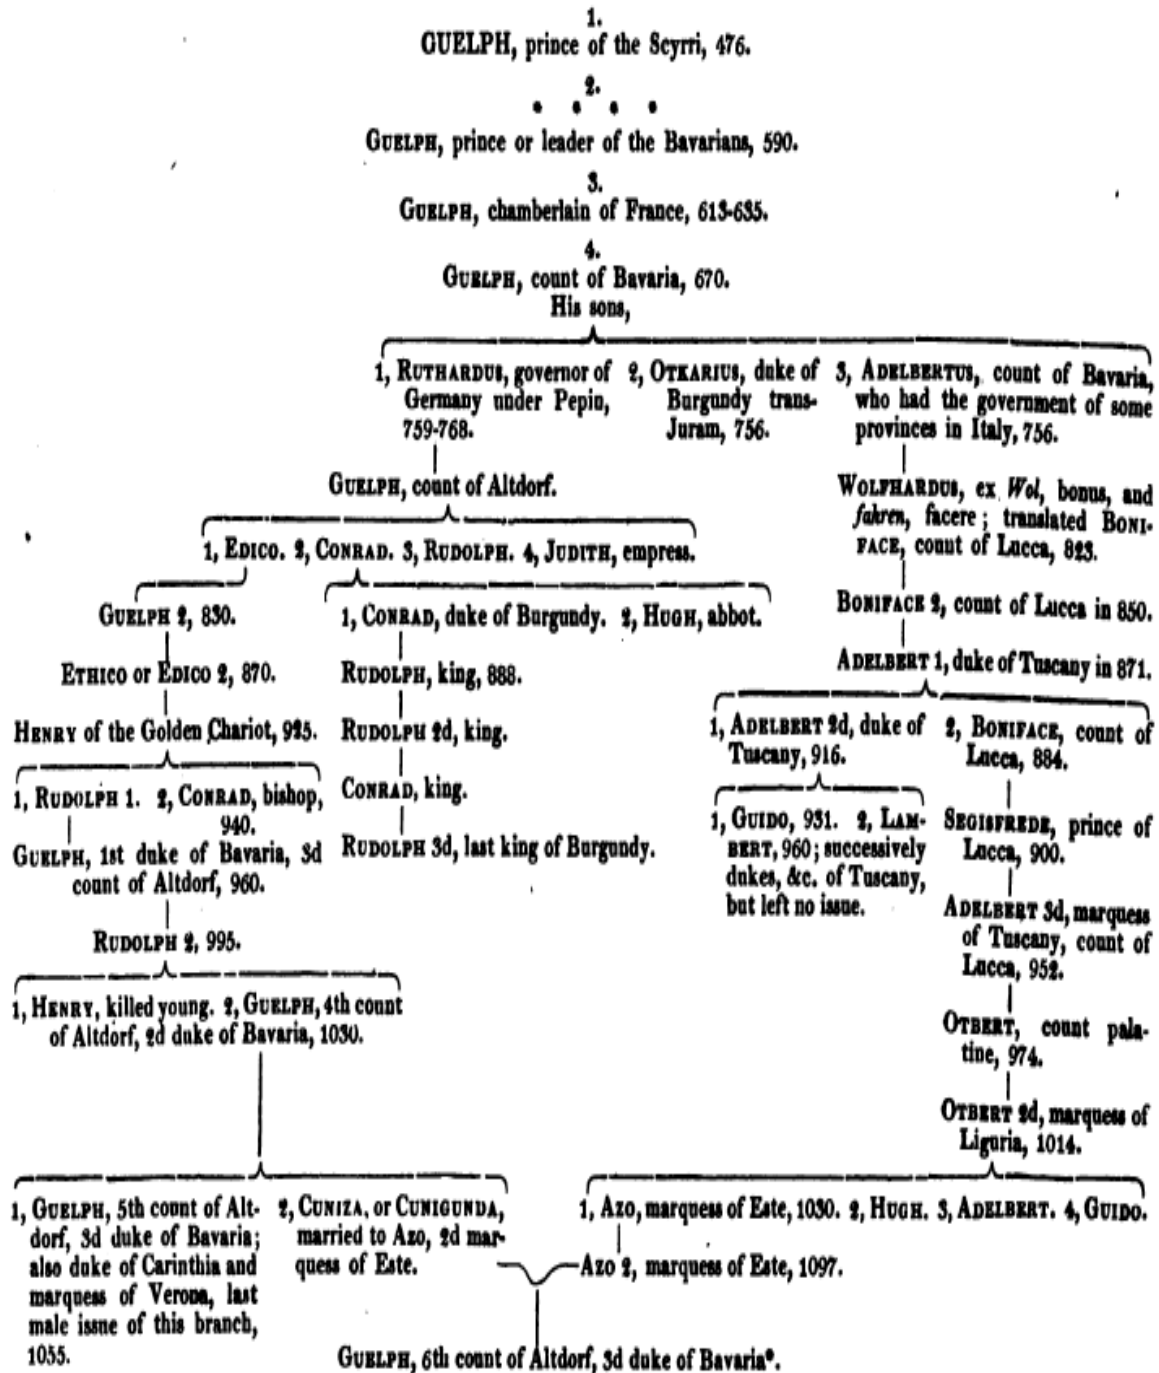 1.
GUELPH, prince of the Scyrri, 476.
2.
* * * *
GUELPH, prince or leader of the Bavarians, 590.
3.
GUELPH, chamberlain of France, 613-635.
4.
GUELPH, count of Bavaria, 670.
His sons,
1, RUTHARDUS, governor of
Germany under Pepin,
759-768.
2, OTKARIUS, duke of
Burgundy trans-
Juram, 756.
3, ADELBERTUS, count of Bavaria,
who had the government of some
provinces in Italy, 756.
GUELPH, count of Altdorf.
WOLFHARDUS, ex Wol, bonus, and
fahren, facere; translated BONI-
FACE, count of Lucca, 823.
1, EDICO. 2, CONRAD. 3, RUDOLPH. 4, JUDITH, empress.
GUELPH 2, 830.
1, CONRAD, duke of Burgundy. 2, HUGH, abbot.
BONIFACE 2, count of Lucca in 850.
ETHICO or EDICO 2, 870.
RUDOLPH, king, 888.
ADELBERT 1, duke of Tuscany in 871.
HENRY of the Golden Chariot, 925.
RUDOLPH 2d, king.
1, ADELBERT 2d, duke of
Tuscany, 916.
2, BONIFACE, count of
Lucca, 884.
1, RUDOLPH 1. 2, CONRAD, bishop,
940.
CONRAD, king.
GUELPH, 1st duke of Bavaria, 3d
count of Altdorf, 960.
RUDOLPH 3d, last king of Burgundy.
1, GUIDO, 931. 2, LAM-
BERT, 960; successively
dukes, &c. of Tuscany,
but left no issue.
SEGISFREDE, prince of
Lucca, 900.
RUDOLPH 2, 995.
ADELBERT 3d, marquess
of Tuscany, count of
Lucca, 952.
1, HENRY, killed young. 2, GUELPH, 4th count
of Altdorf, 2d duke of Bavaria, 1030.
OTBERT, count pala-
tine, 974.
OTBERT 2d, marquess of
Liguria, 1014.
1, GUELPH, 5th count of Alt-
dorf, 3d duke of Bavaria;
also duke of Carinthia and
marquess of Verona, last
male issue of this branch,
1055.
2, CUNIZA, or CUNIGUNDA,
married to Azo, 2d mar-
quess of Este.
1, AZO, marquess of Este, 1030. 2, HUGH. 3, ADELBERT. 4, GUIDO.
AZO 2, marquess of Este, 1097.
GUELPH, 6th count of Altdorf, 3d duke of Bavaria*.